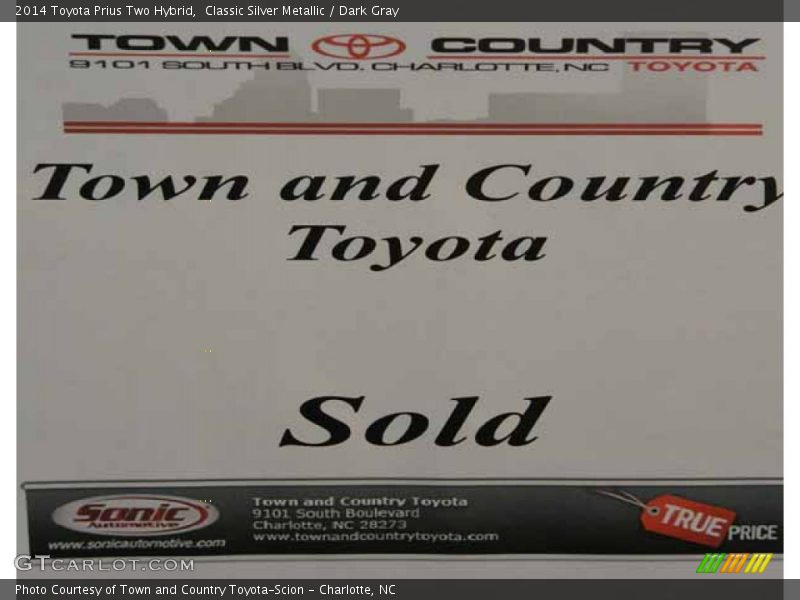 2014 Toyota Prius Two Hybrid,  Classic Silver Metallic / Dark Gray
TOWN COUNTRY
9101 SOUTH BLVD. CHARLOTTE, NC TOYOTA
Town and Country
Toyota
Sold
Sonic
Automotive
www.sonicautomotive.com
Town and Country Toyota
9101 South Boulevard
Charlotte, NC 28273
www.townandcountrytoyota.com
TRUE PRICE
GTCARLOT.COM
Photo Courtesy of Town and Country Toyota-Scion - Charlotte, NC